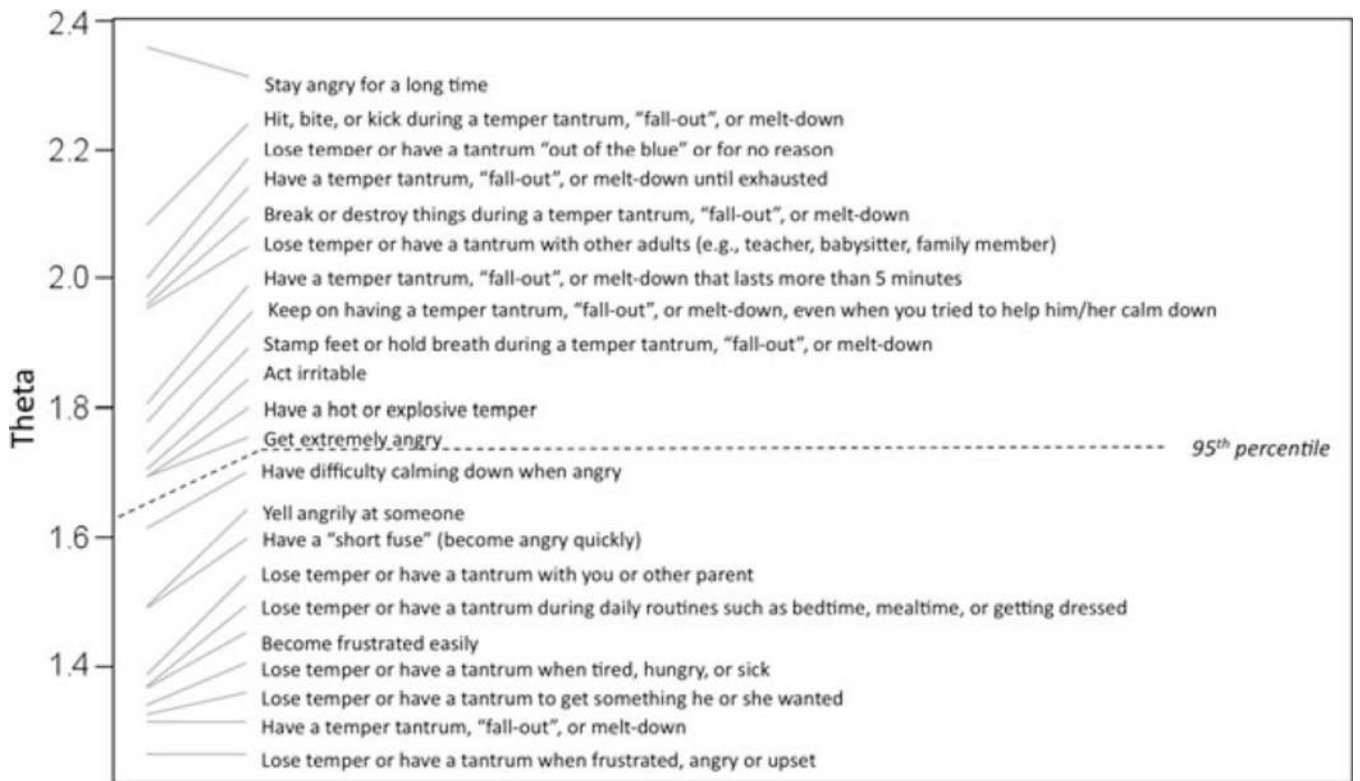 2.4
Stay angry for a long time
Hit, bite, or kick during a temper tantrum, “fall-out”, or melt-down
2.2
Lose temper or have a tantrum “out of the blue” or for no reason
Have a temper tantrum, “fall-out”, or melt-down until exhausted
Break or destroy things during a temper tantrum, “fall-out”, or melt-down
Lose temper or have a tantrum with other adults (e.g., teacher, babysitter, family member)
2.0
Have a temper tantrum, “fall-out”, or melt-down that lasts more than 5 minutes
Keep on having a temper tantrum, “fall-out”, or melt-down, even when you tried to help him/her calm down
Stamp feet or hold breath during a temper tantrum, “fall-out”, or melt-down
Act irritable
Theta
1.8
Have a hot or explosive temper
Get extremely angry
95th percentile
Have difficulty calming down when angry
Yell angrily at someone
1.6
Have a “short fuse” (become angry quickly)
Lose temper or have a tantrum with you or other parent
Lose temper or have a tantrum during daily routines such as bedtime, mealtime, or getting dressed
Become frustrated easily
1.4
Lose temper or have a tantrum when tired, hungry, or sick
Lose temper or have a tantrum to get something he or she wanted
Have a temper tantrum, “fall-out”, or melt-down
Lose temper or have a tantrum when frustrated, angry or upset